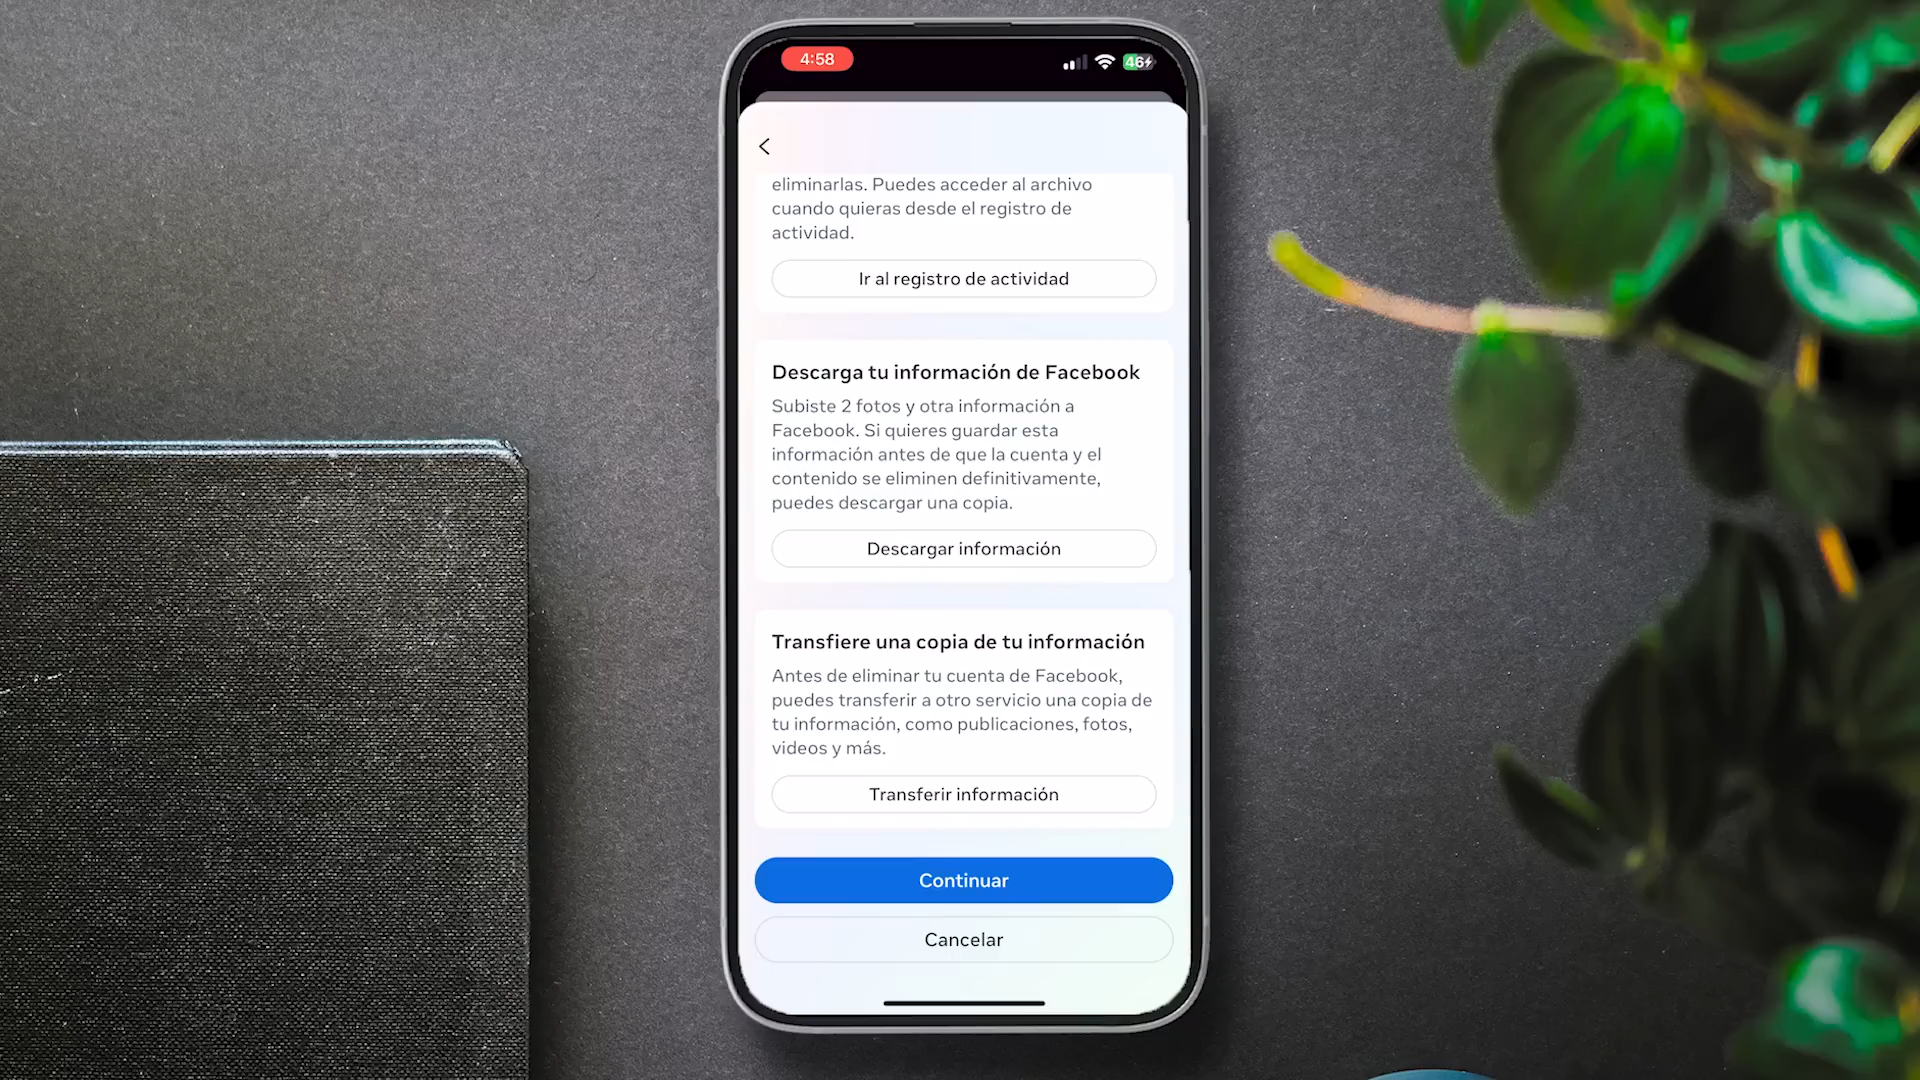 4:58
46
eliminarlas. Puedes acceder al archivo
cuando quieras desde el registro de
actividad.
Ir al registro de actividad
Descarga tu información de Facebook
Subiste 2 fotos y otra información a
Facebook. Si quieres guardar esta
información antes de que la cuenta y el
contenido se eliminen definitivamente,
puedes descargar una copia.
Descargar información
Transfiere una copia de tu información
Antes de eliminar tu cuenta de Facebook,
puedes transferir a otro servicio una copia de
tu información, como publicaciones, fotos,
videos y más.
Transferir información
Continuar
Cancelar